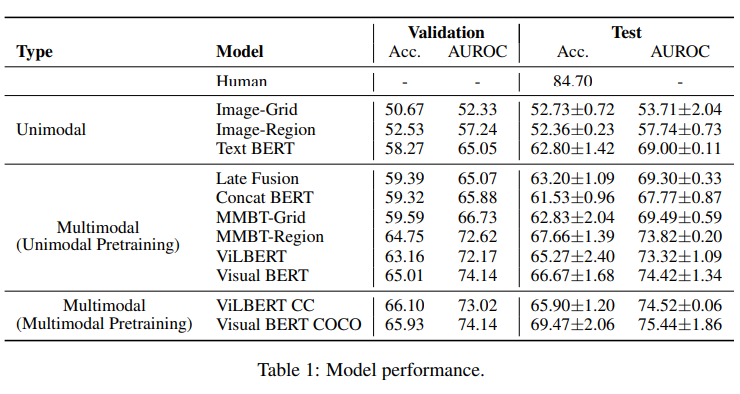 Validation Test
Type Model Acc. AUROC Acc. AUROC
Human - - 84.70 -
Image-Grid 50.67 52.33 52.73±0.72 53.71±2.04
Unimodal Image-Region 52.53 57.24 52.36±0.23 57.74±0.73
Text BERT 58.27 65.05 62.80±1.42 69.00±0.11
Late Fusion 59.39 65.07 63.20±1.09 69.30±0.33
Concat BERT 59.32 65.88 61.53±0.96 67.77±0.87
Multimodal MMBT-Grid 59.59 66.73 62.83±2.04 69.49±0.59
(Unimodal Pretraining) MMBT-Region 64.75 72.62 67.66±1.39 73.82±0.20
ViLBERT 63.16 72.17 65.27±2.40 73.32±1.09
Visual BERT 65.01 74.14 66.67±1.68 74.42±1.34
Multimodal ViLBERT CC 66.10 73.02 65.90±1.20 74.52±0.06
(Multimodal Pretraining) Visual BERT COCO 65.93 74.14 69.47±2.06 75.44±1.86
Table 1: Model performance.